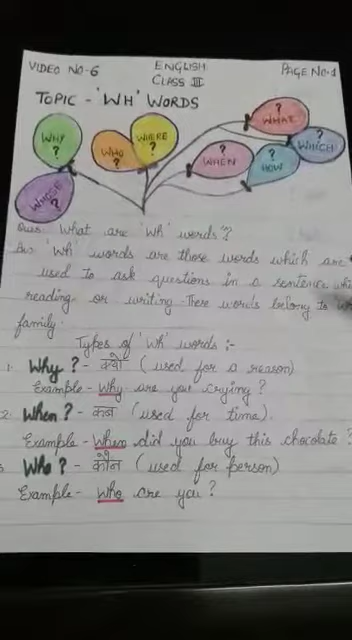 VIDEO NO-6 ENGLISH PAGE NO-1
CLASS III
TOPIC - 'WH' WORDS
WHY ?
WHO ?
WHERE ?
WHAT ?
WHEN ?
HOW ?
WHICH ?
WHOSE ?
Ques: What are 'Wh' words?
Ans: 'Wh' words are those words which are
used to ask questions in a sentence
reading or writing. These words belong to
family.
Types of 'Wh' words :-
1. Why ? - क्यों (used for a reason)
Example - Why are you crying?
2. When ? - कब (used for time).
Example - When did you buy this chocolate ?
Who ? - कौन (used for person)
Example - Who are you ?